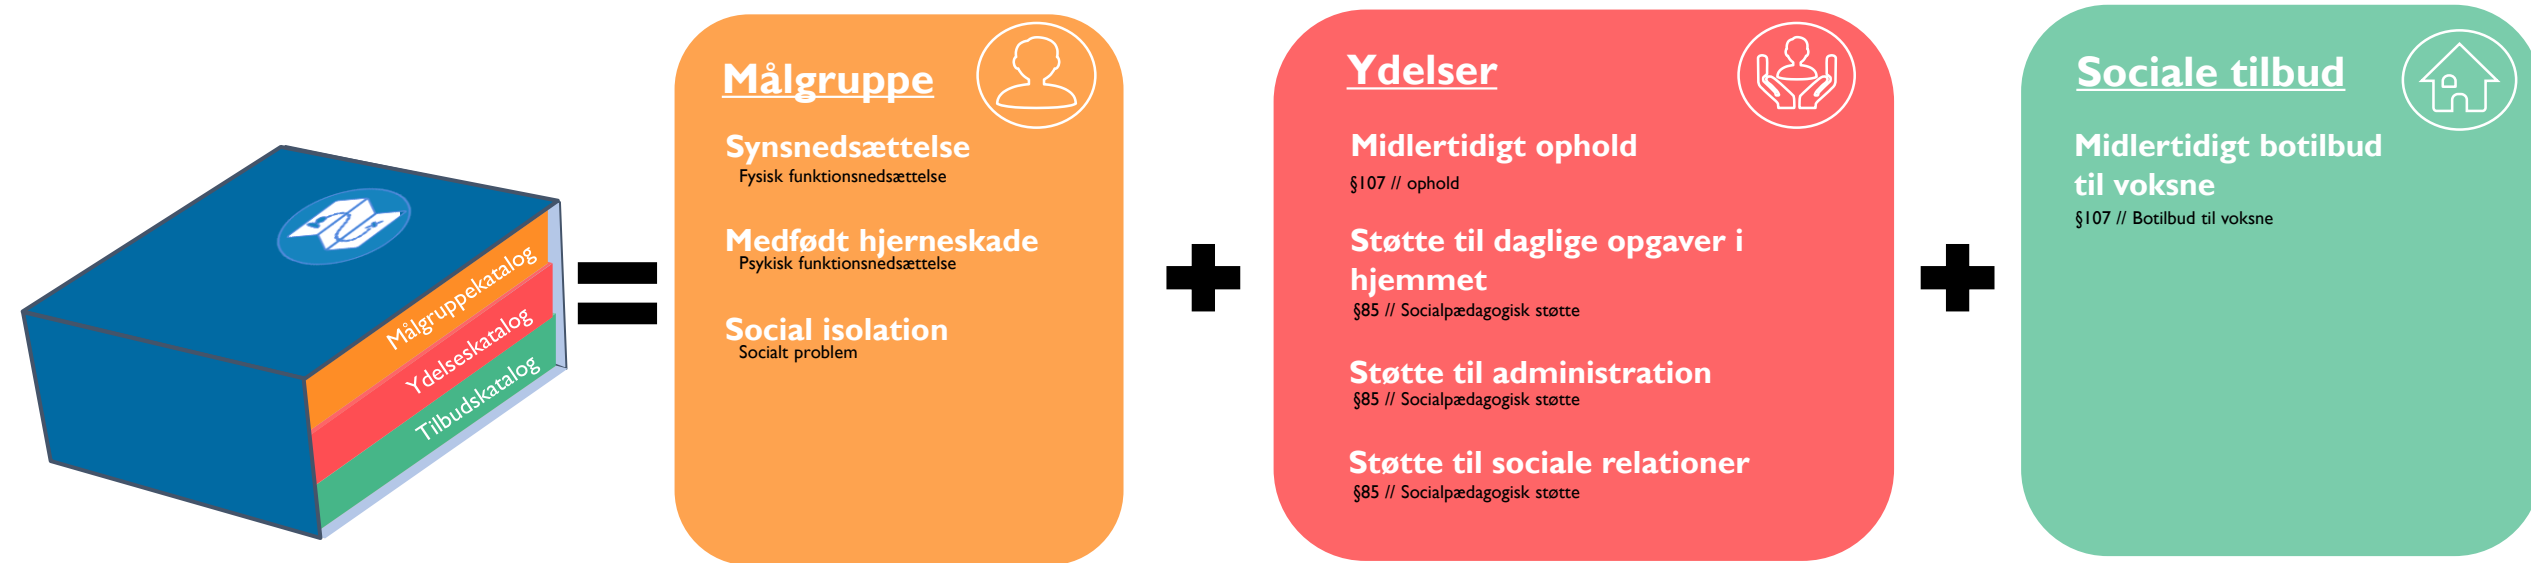 Målgruppekatalog
Ydelseskatalog
Tilbudskatalog
Målgruppe
Synsnedsættelse
Fysisk funktionsnedsættelse
Medfødt hjerneskade
Psykisk funktionsnedsættelse
Social isolation
Socialt problem
Ydelser
Midlertidigt ophold
§107 // ophold
Støtte til daglige opgaver i
hjemmet
§85 // Socialpædagogisk støtte
Støtte til administration
§85 // Socialpædagogisk støtte
Støtte til sociale relationer
§85 // Socialpædagogisk støtte
Sociale tilbud
Midlertidigt botilbud
til voksne
§107 // Botilbud til voksne